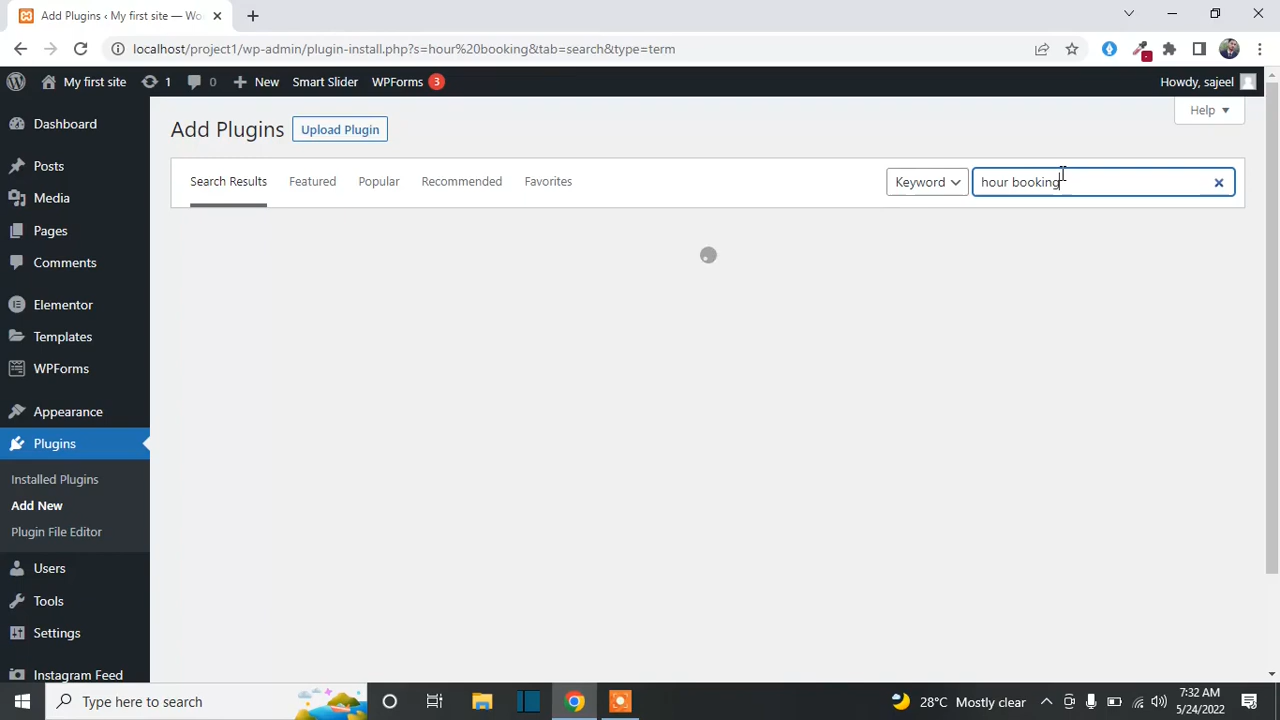 Add Plugins ‹ My first site — Wo
localhost/project1/wp-admin/plugin-install.php?s=hour%20booking&tab=search&type=term
My first site
1
0
New
Smart Slider
WPForms
3
Howdy, sajeel
Help
Dashboard
Posts
Media
Pages
Comments
Elementor
Templates
WPForms
Appearance
Plugins
Installed Plugins
Add New
Plugin File Editor
Users
Tools
Settings
Instagram Feed
Add Plugins
Upload Plugin
Search Results
Featured
Popular
Recommended
Favorites
Keyword
hour booking
Type here to search
28°C Mostly clear
7:32 AM
5/24/2022